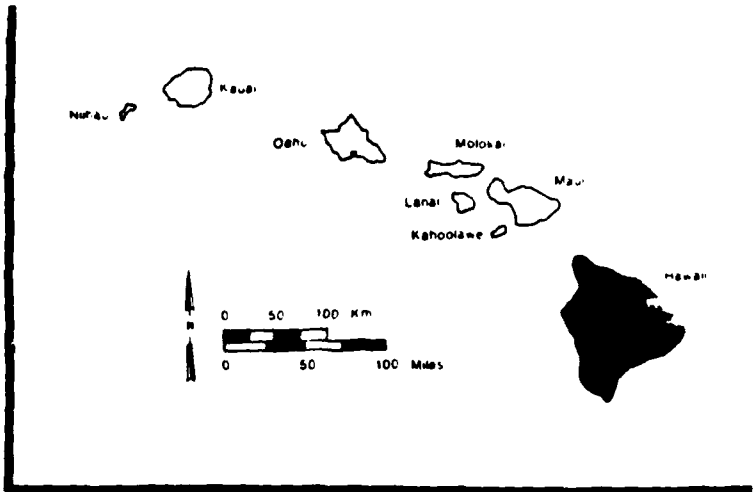 Kauai
Niihau
Oahu
Molokai
Maui
Lanai
Kahoolawe
Hawaii
N
0 50 100 Km
0 50 100 Miles